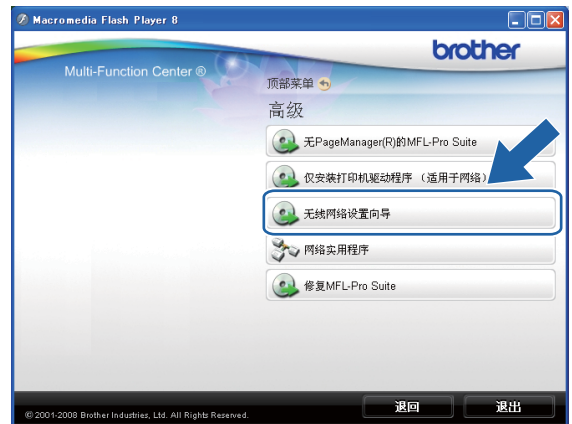 Macromedia Flash Player 8
brother
Multi-Function Center ®
顶部菜单
高级
无PageManager(R)的MFL-Pro Suite
仅安装打印机驱动程序 （适用于网络）
无线网络设置向导
网络实用程序
修复MFL-Pro Suite
退回
退出
© 2001-2008 Brother Industries, Ltd. All Rights Reserved.